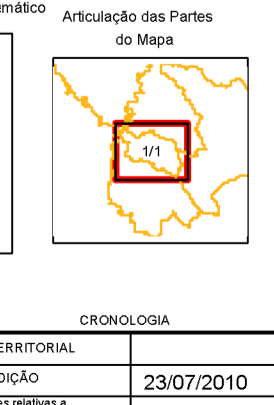 emático
Articulação das Partes
do Mapa
1/1
CRONOLOGIA
ERRITORIAL
DIÇÃO
23/07/2010
es relativas a